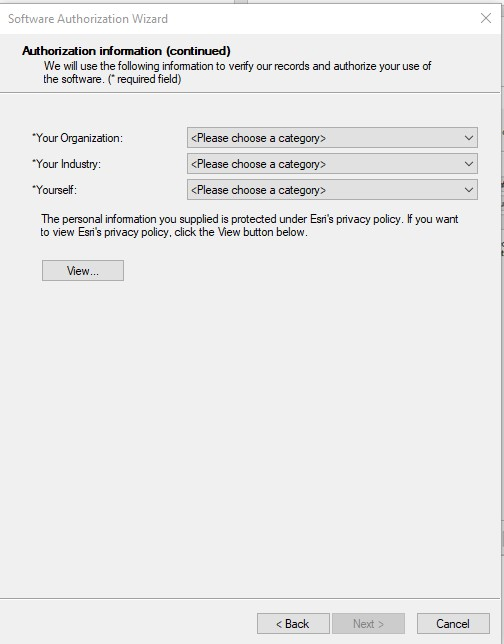 Software Authorization Wizard
Authorization information (continued)
We will use the following information to verify our records and authorize your use of
the software. (* required field)
*Your Organization: <Please choose a category>
*Your Industry: <Please choose a category>
*Yourself: <Please choose a category>
The personal information you supplied is protected under Esri's privacy policy. If you want
to view Esri's privacy policy, click the View button below.
View...
< Back Next > Cancel